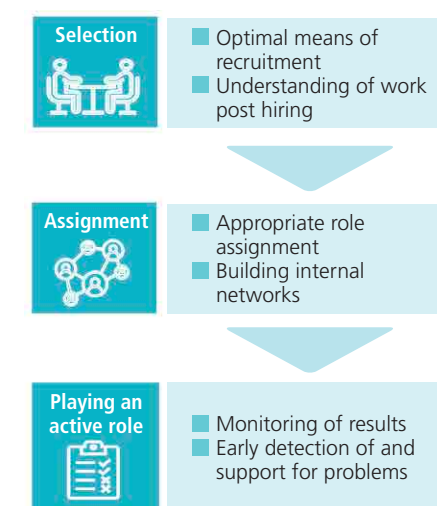 Selection
Optimal means of
recruitment
Understanding of work
post hiring
Assignment
Appropriate role
assignment
Building internal
networks
Playing an
active role
Monitoring of results
Early detection of and
support for problems